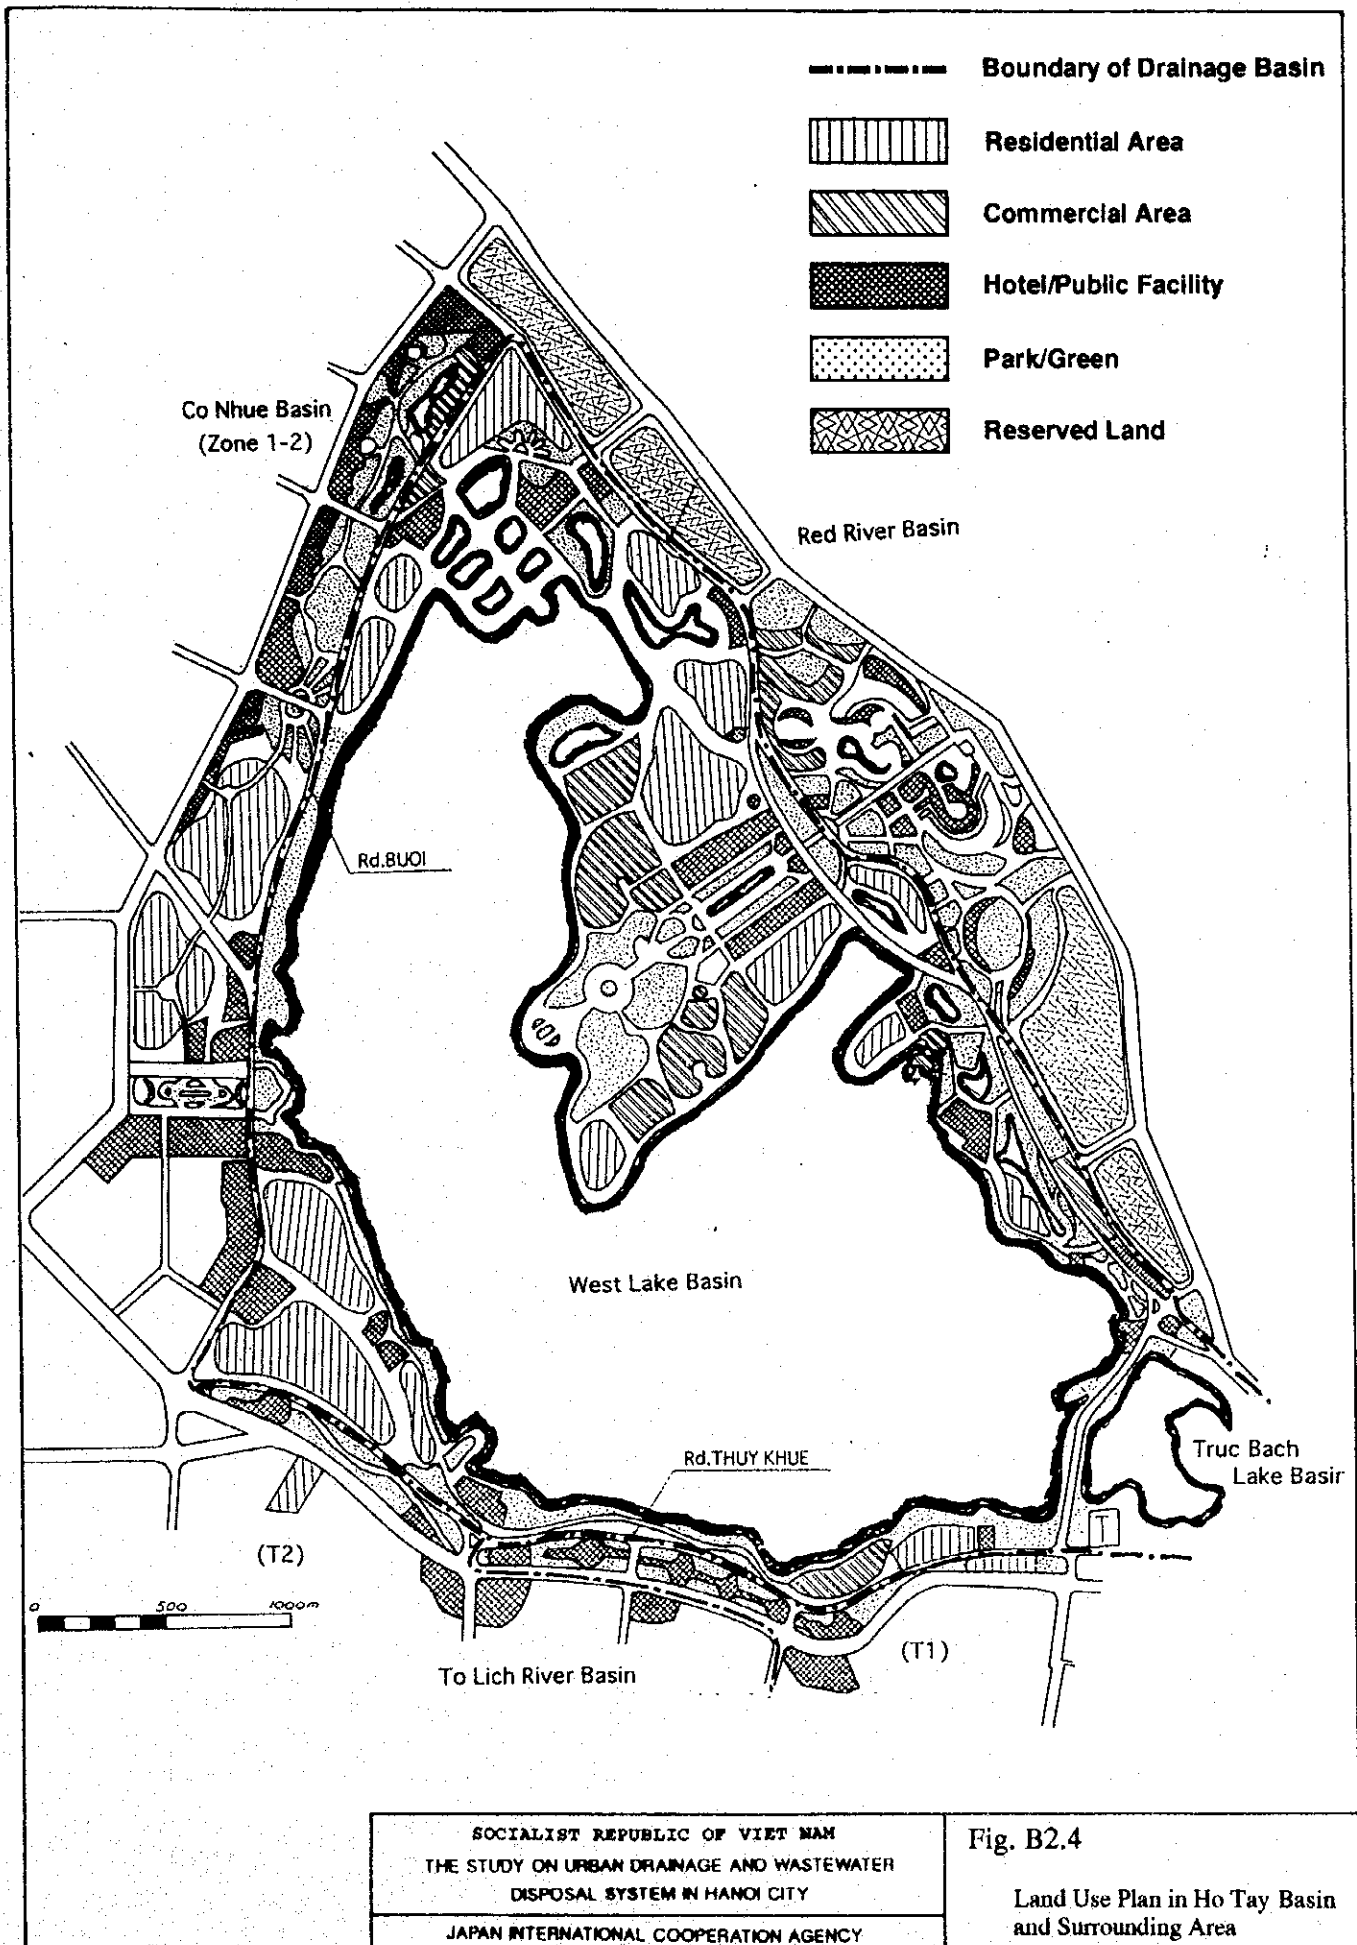 Boundary of Drainage Basin
Residential Area
Commercial Area
Hotel/Public Facility
Park/Green
Reserved Land
Co Nhue Basin
(Zone 1-2)
Red River Basin
Rd.BUOI
West Lake Basin
Rd.THUY KHUE
Truc Bach
Lake Basin
(T2)
0 500 1000m
T
(T1)
To Lich River Basin
SOCIALIST REPUBLIC OF VIET NAM
THE STUDY ON URBAN DRAINAGE AND WASTEWATER
DISPOSAL SYSTEM IN HANOI CITY
JAPAN INTERNATIONAL COOPERATION AGENCY
Fig. B2.4
Land Use Plan in Ho Tay Basin
and Surrounding Area